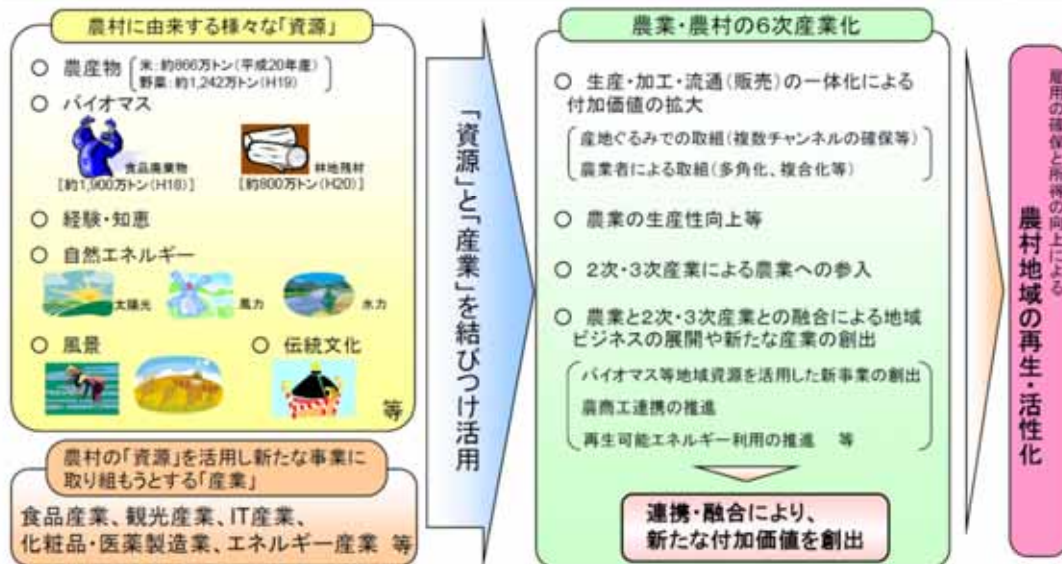 農村に由来する様々な「資源」
○ 農産物
米:約866万トン(平成20年産)
野菜:約1,242万トン(H19)
○ バイオマス
食品廃棄物
[約1,900万トン(H18)]
林地残材
[約800万トン(H20)]
○ 経験・知恵
○ 自然エネルギー
太陽光
風力
水力
○ 風景
○ 伝統文化
等
農村の「資源」を活用し新たな事業に
取り組もうとする「産業」
食品産業、観光産業、IT産業、
化粧品・医薬製造業、エネルギー産業 等
「資源」と「産業」を結びつけ活用
農業・農村の6次産業化
○ 生産・加工・流通(販売)の一体化による
付加価値の拡大
産地ぐるみでの取組(複数チャンネルの確保等)
農業者による取組(多角化、複合化等)
○ 農業の生産性向上等
○ 2次・3次産業による農業への参入
○ 農業と2次・3次産業との融合による地域
ビジネスの展開や新たな産業の創出
バイオマス等地域資源を活用した新事業の創出
農商工連携の推進
再生可能エネルギー利用の推進 等
連携・融合により、
新たな付加価値を創出
雇用の確保と所得の向上による
農村地域の再生・活性化